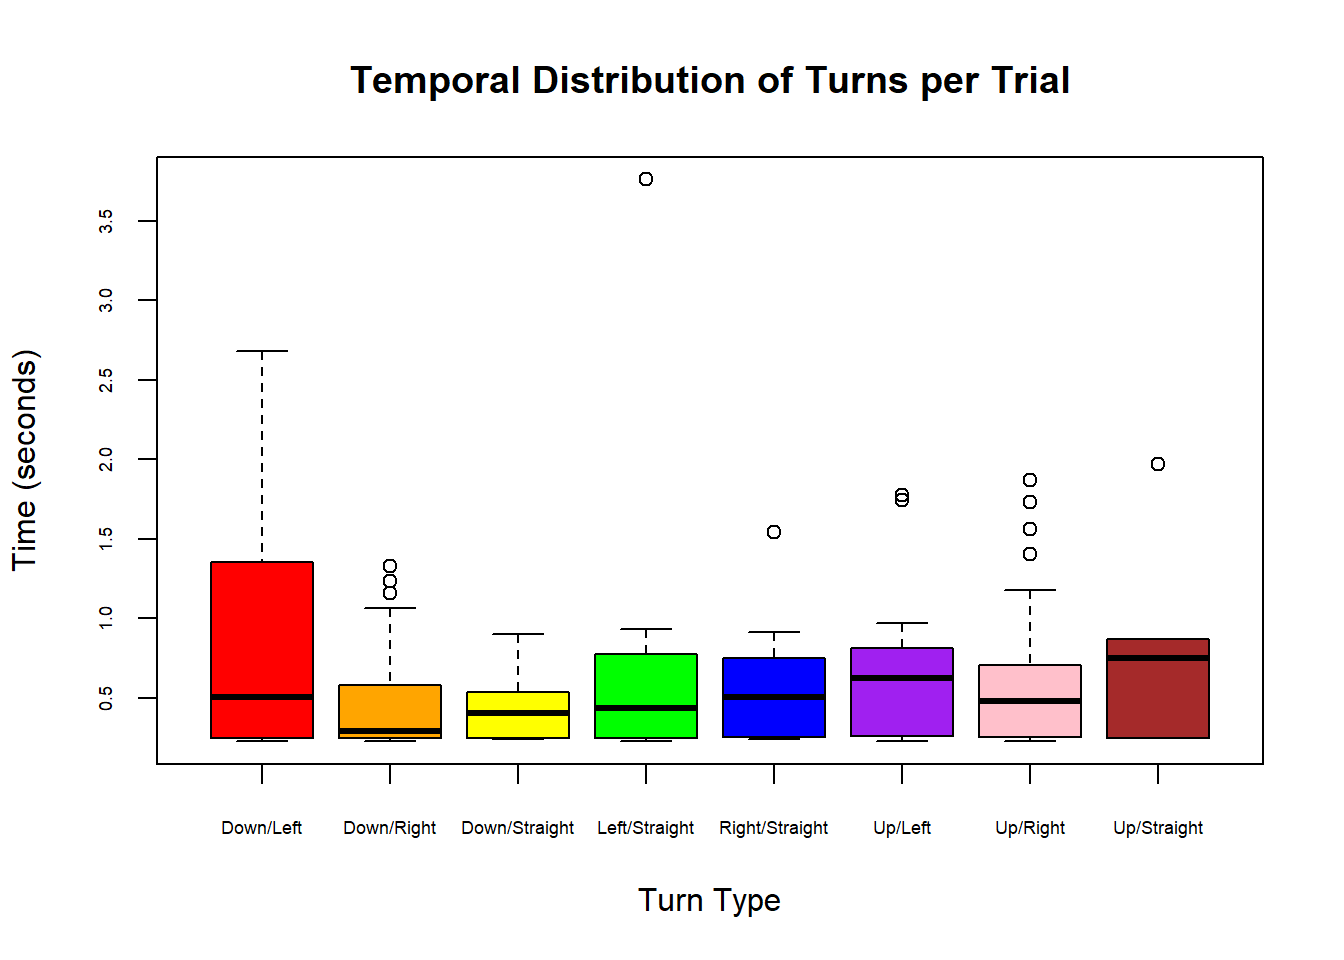 Temporal Distribution of Turns per Trial
Time (seconds)
3.5
3.0
2.5
2.0
1.5
1.0
0.5
Down/Left Down/Right Down/Straight Left/Straight Right/Straight Up/Left Up/Right Up/Straight
Turn Type